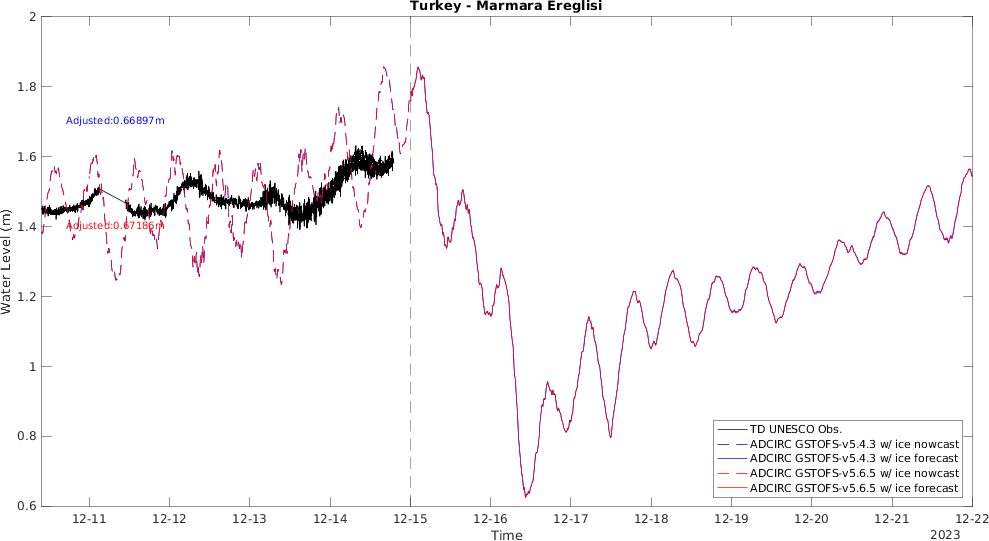 Turkey - Marmara Ereglisi
2
1.8
1.6
1.4
1.2
1
0.8
0.6
Water Level (m)
Adjusted:0.66897m
Adjusted:0.67186m
TD UNESCO Obs.
ADCIRC GSTOFS-v5.4.3 w/ ice nowcast
ADCIRC GSTOFS-v5.4.3 w/ ice forecast
ADCIRC GSTOFS-v5.6.5 w/ ice nowcast
ADCIRC GSTOFS-v5.6.5 w/ ice forecast
12-11 12-12 12-13 12-14 12-15 12-16 12-17 12-18 12-19 12-20 12-21 12-22
Time
2023